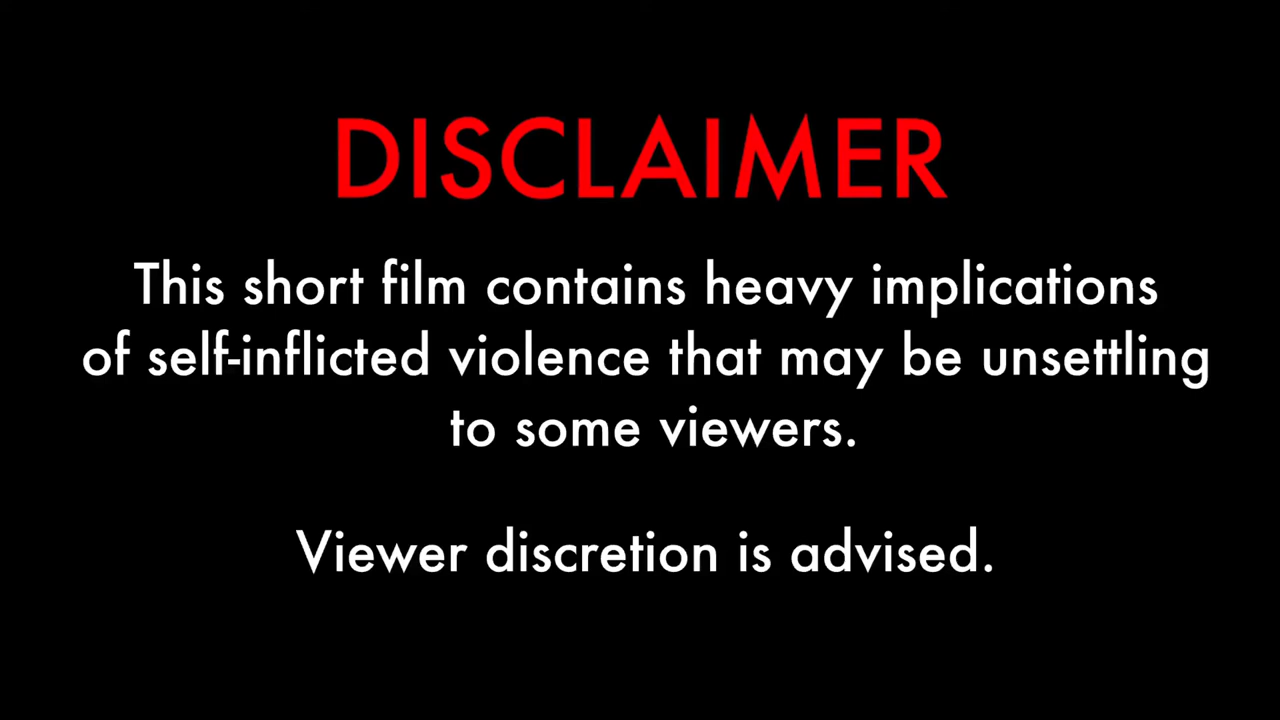 DISCLAIMER
This short film contains heavy implications
of self-inflicted violence that may be unsettling
to some viewers.
Viewer discretion is advised.